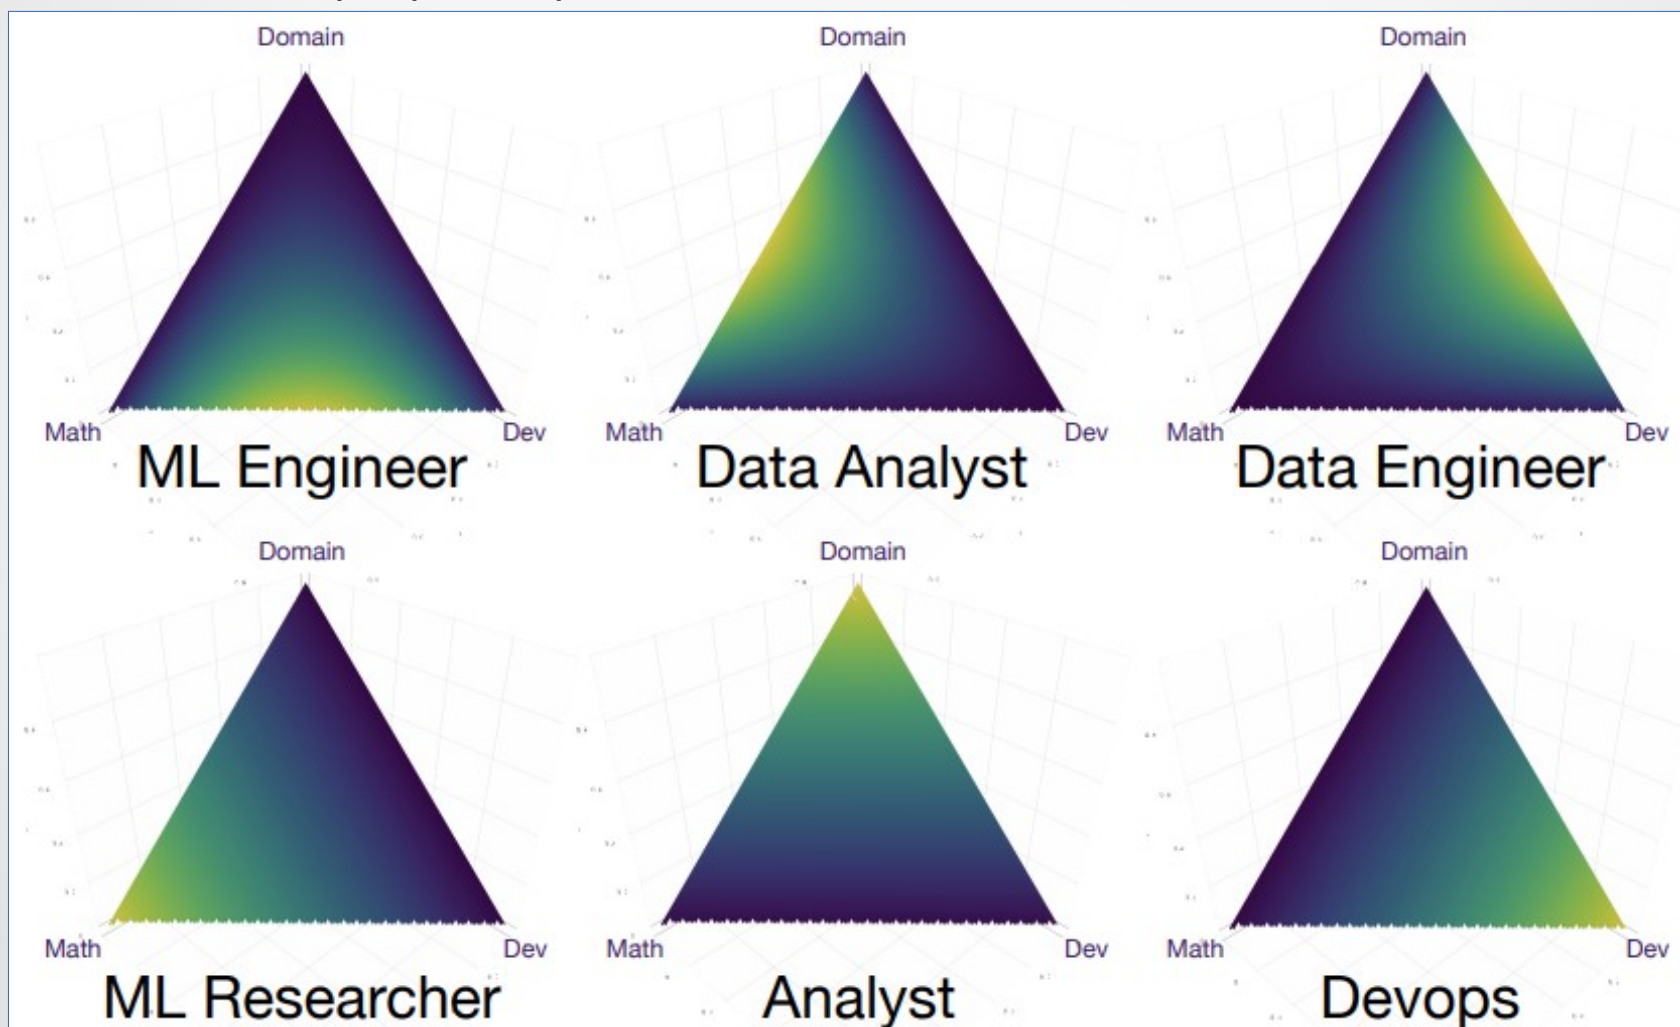 Domain
Domain
Domain
Math
Dev
Math
Dev
Math
Dev
ML Engineer
Data Analyst
Data Engineer
Domain
Domain
Domain
Math
Dev
Math
Dev
Math
Dev
ML Researcher
Analyst
Devops